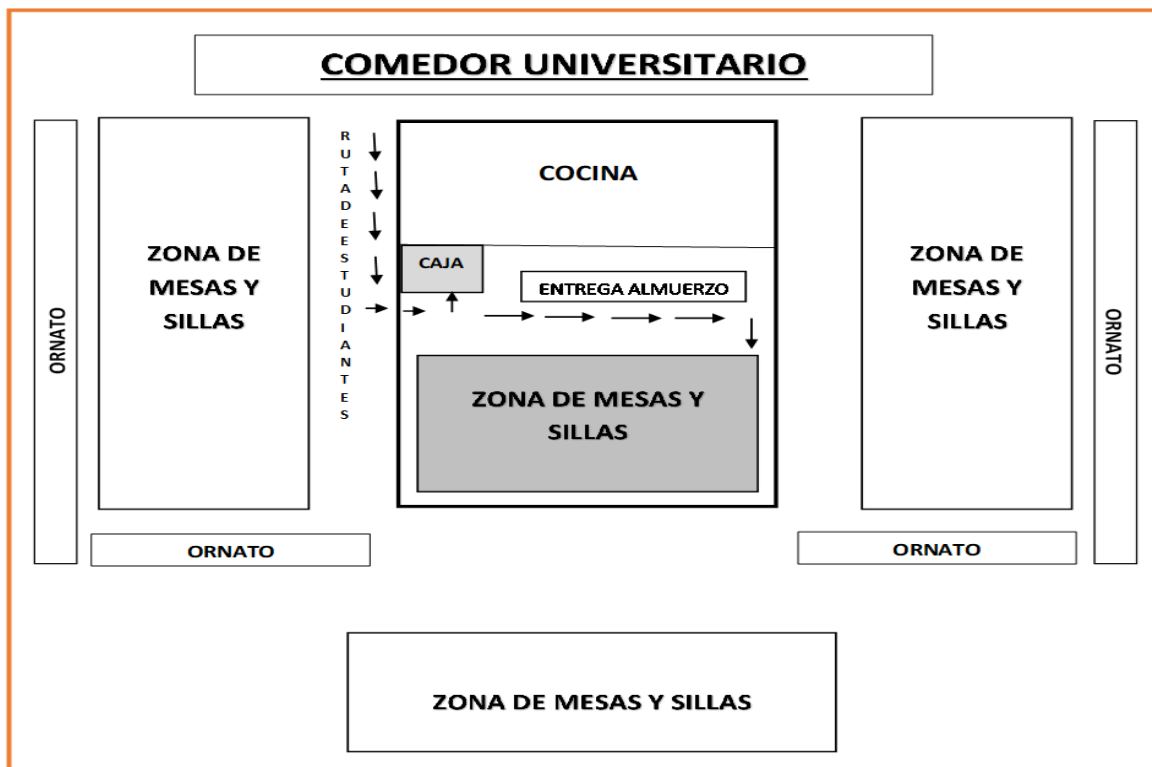 COMEDOR UNIVERSITARIO
ORNATO
ZONA DE
MESAS Y
SILLAS
RUTADEESTUDIANTES
COCINA
CAJA
ENTREGA ALMUERZO
ZONA DE MESAS Y
SILLAS
ZONA DE
MESAS Y
SILLAS
ORNATO
ORNATO
ORNATO
ZONA DE MESAS Y SILLAS